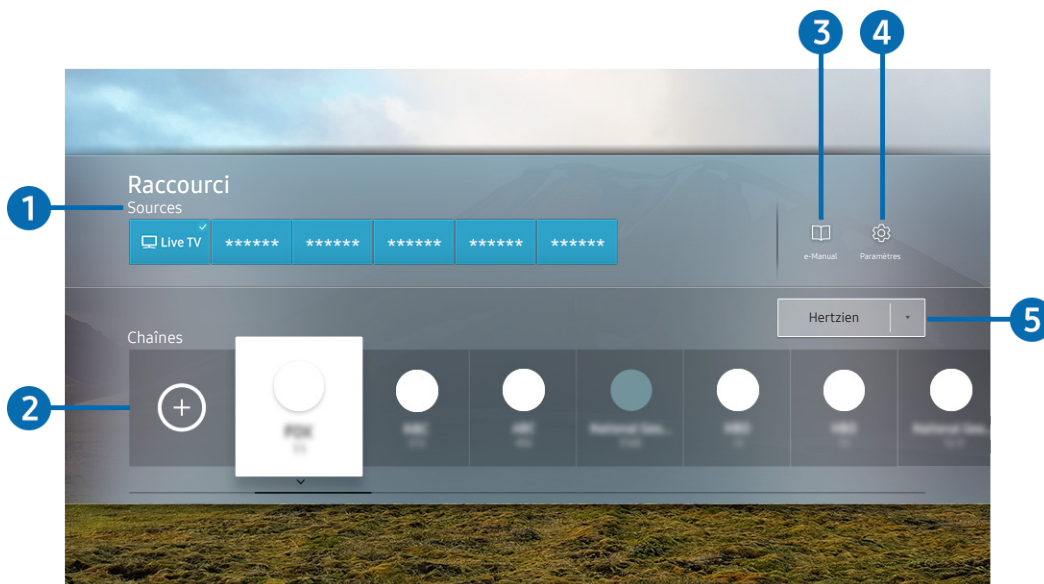 3 4
Raccourci
1 Sources
Live TV ****** ****** ****** ****** ******
e-Manual Paramètres
Hertzien 5
Chaînes
2